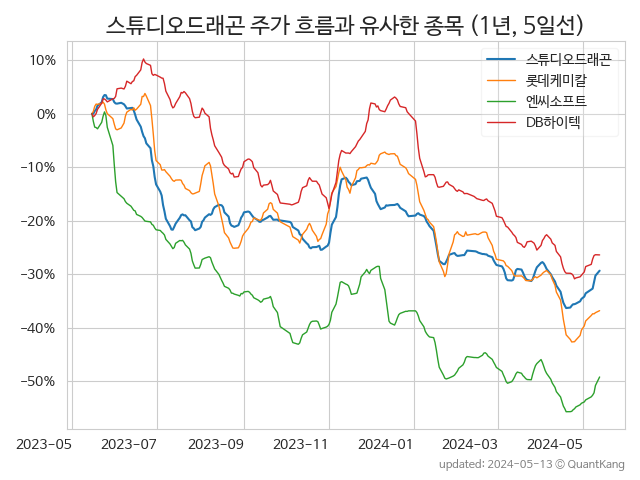 스튜디오드래곤 주가 흐름과 유사한 종목 (1년, 5일선)
스튜디오드래곤
롯데케미칼
엔씨소프트
DB하이텍
10%
0%
−10%
−20%
−30%
−40%
−50%
2023-05 2023-07 2023-09 2023-11 2024-01 2024-03 2024-05
updated: 2024-05-13 © QuantKang